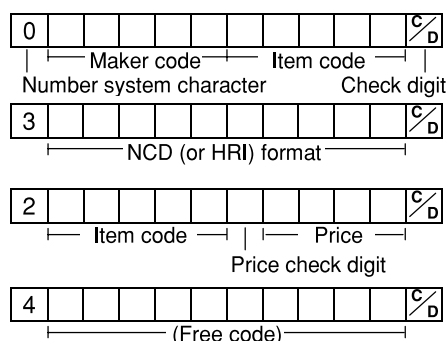 0 C/D
Maker code Item code
Number system character Check digit
3 C/D
NCD (or HRI) format
2 C/D
Item code Price
Price check digit
4 C/D
(Free code)